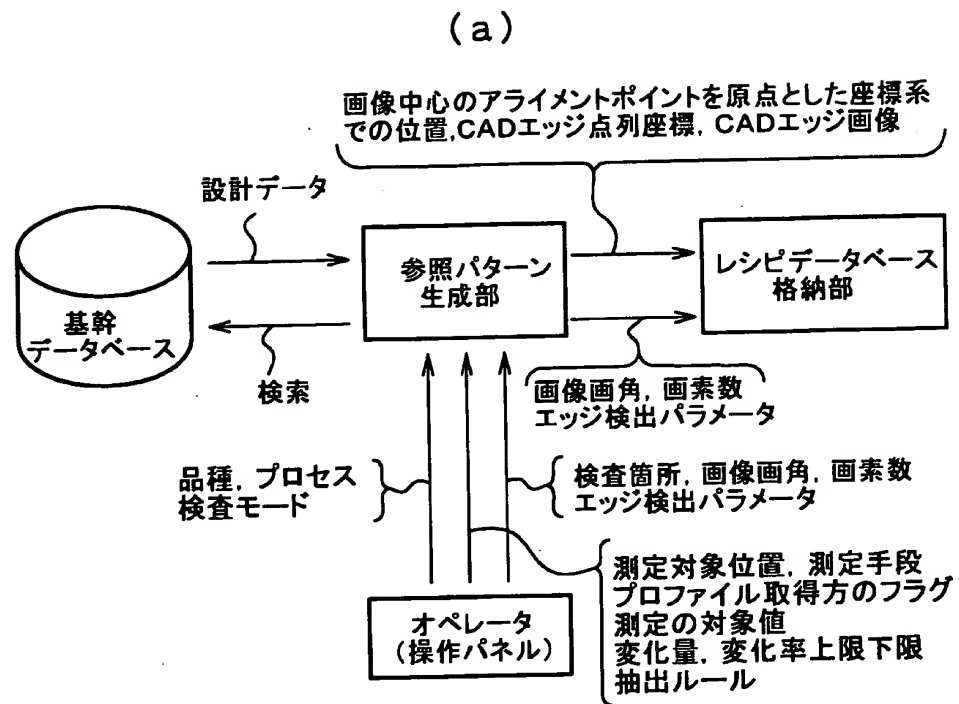 (a)
画像中心のアライメントポイントを原点とした座標系
での位置,CADエッジ点列座標, CADエッジ画像
設計データ
基幹
データベース
検索
参照パターン
生成部
レシピデータベース
格納部
画像画角, 画素数
エッジ検出パラメータ
品種, プロセス
検査モード
検査箇所, 画像画角, 画素数
エッジ検出パラメータ
オペレータ
(操作パネル)
測定対象位置, 測定手段
プロファイル取得方のフラグ
測定の対象値
変化量, 変化率上限下限
抽出ルール